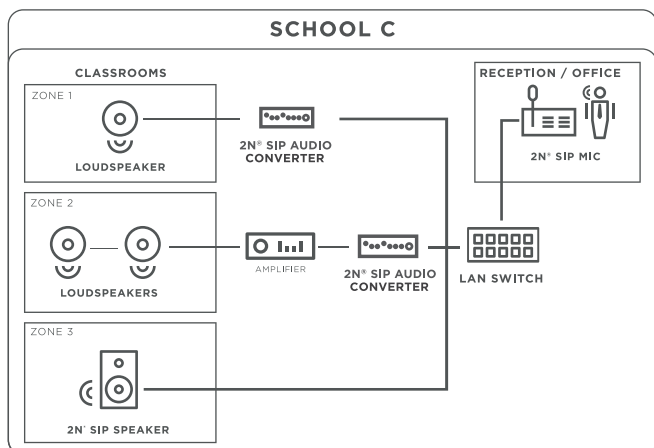 SCHOOL C
CLASSROOMS
RECEPTION / OFFICE
ZONE 1
LOUDSPEAKER
2N® SIP AUDIO
CONVERTER
2N® SIP MIC
ZONE 2
LOUDSPEAKERS
AMPLIFIER
2N® SIP AUDIO
CONVERTER
LAN SWITCH
ZONE 3
2N® SIP SPEAKER